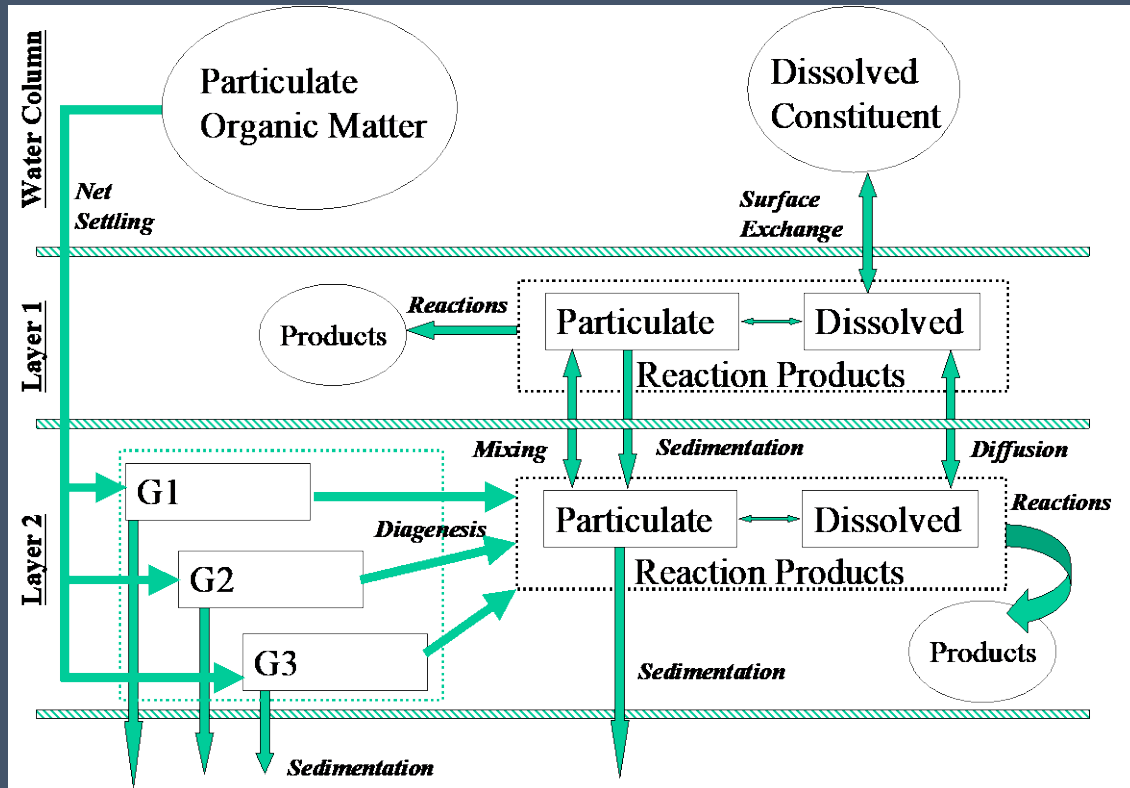 Water Column
Particulate
Organic Matter
Dissolved
Constituent
Net
Settling
Surface
Exchange
Layer 1
Products
Reactions
Particulate
Dissolved
Reaction Products
Mixing
Sedimentation
Diffusion
Layer 2
G1
G2
G3
Diagenesis
Particulate
Dissolved
Reaction Products
Reactions
Products
Sedimentation
Sedimentation